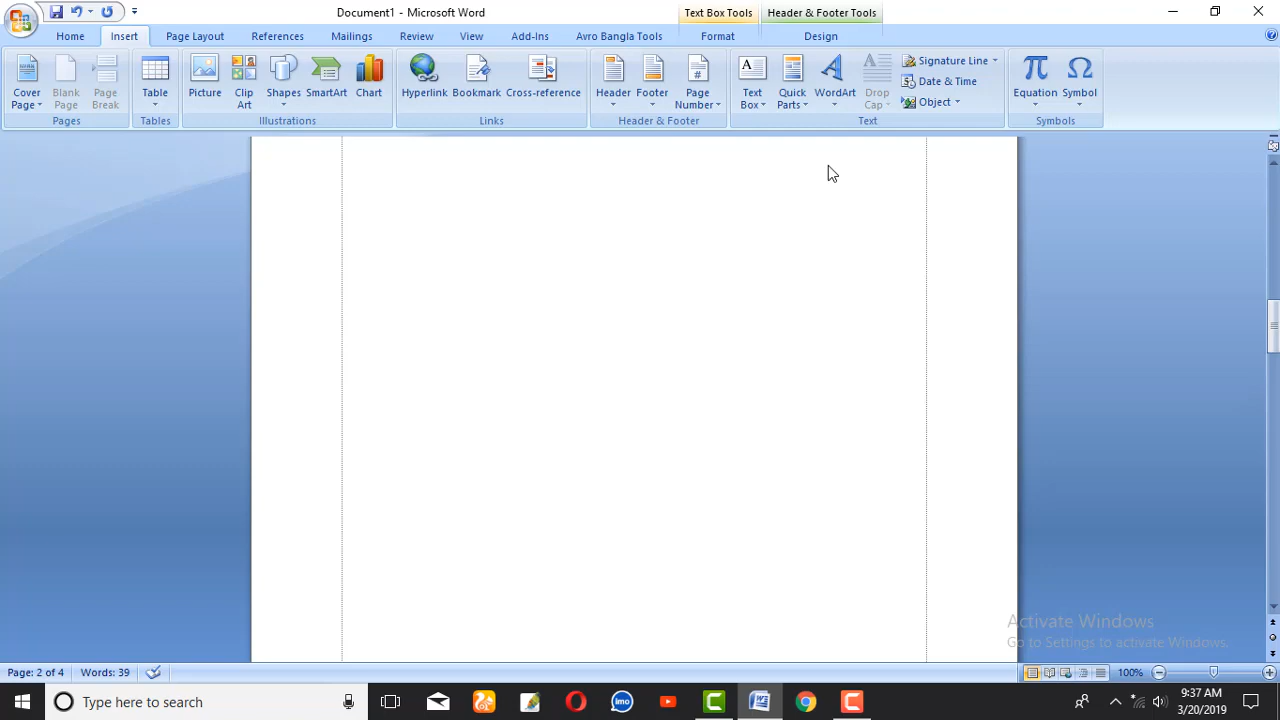 Document1 - Microsoft Word
Text Box Tools
Header & Footer Tools
Home
Insert
Page Layout
References
Mailings
Review
View
Add-Ins
Avro Bangla Tools
Format
Design
Cover Page
Blank Page
Page Break
Table
Picture
Clip Art
Shapes
SmartArt
Chart
Hyperlink
Bookmark
Cross-reference
Header
Footer
Page Number
Text Box
Quick Parts
WordArt
Drop Cap
Signature Line
Date & Time
Object
Equation
Symbol
Pages
Tables
Illustrations
Links
Header & Footer
Text
Symbols
Activate Windows
Go to Settings to activate Windows.
Page: 2 of 4
Words: 39
100%
Type here to search
imo
9:37 AM
3/20/2019